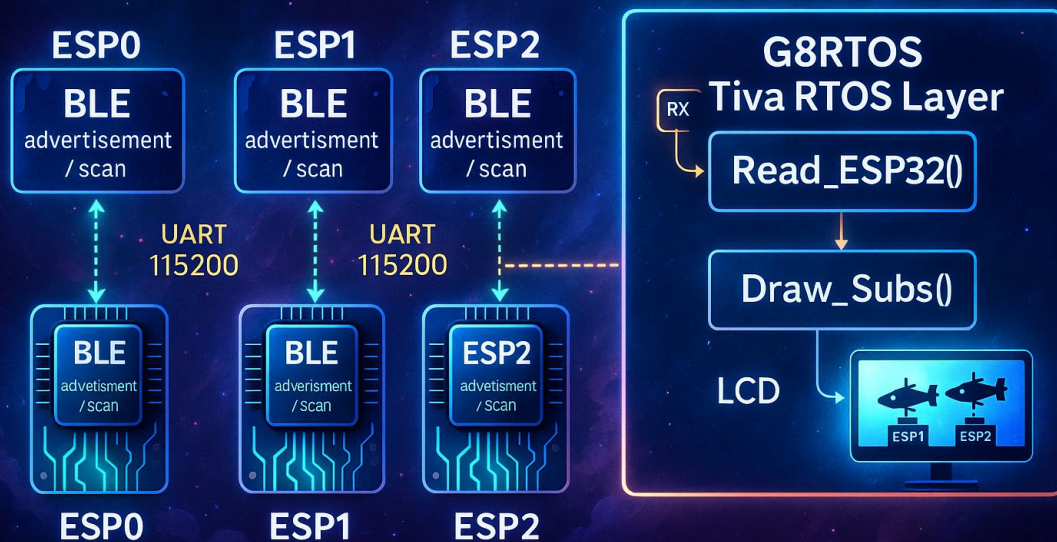 ESP0
BLE
advertisement
/ scan
ESP1
BLE
advertisment
/ scan
ESP2
BLE
advertisment
/ scan
UART
115200
UART
115200
BLE
advetisment
/ scan
ESP0
BLE
adverisment
/ Scan
ESP1
ESP2
advetisment
/ Scan
ESP2
G8RTOS
Tiva RTOS Layer
RX
Read_ESP32()
Draw_Subs()
LCD
ESP1
ESP2